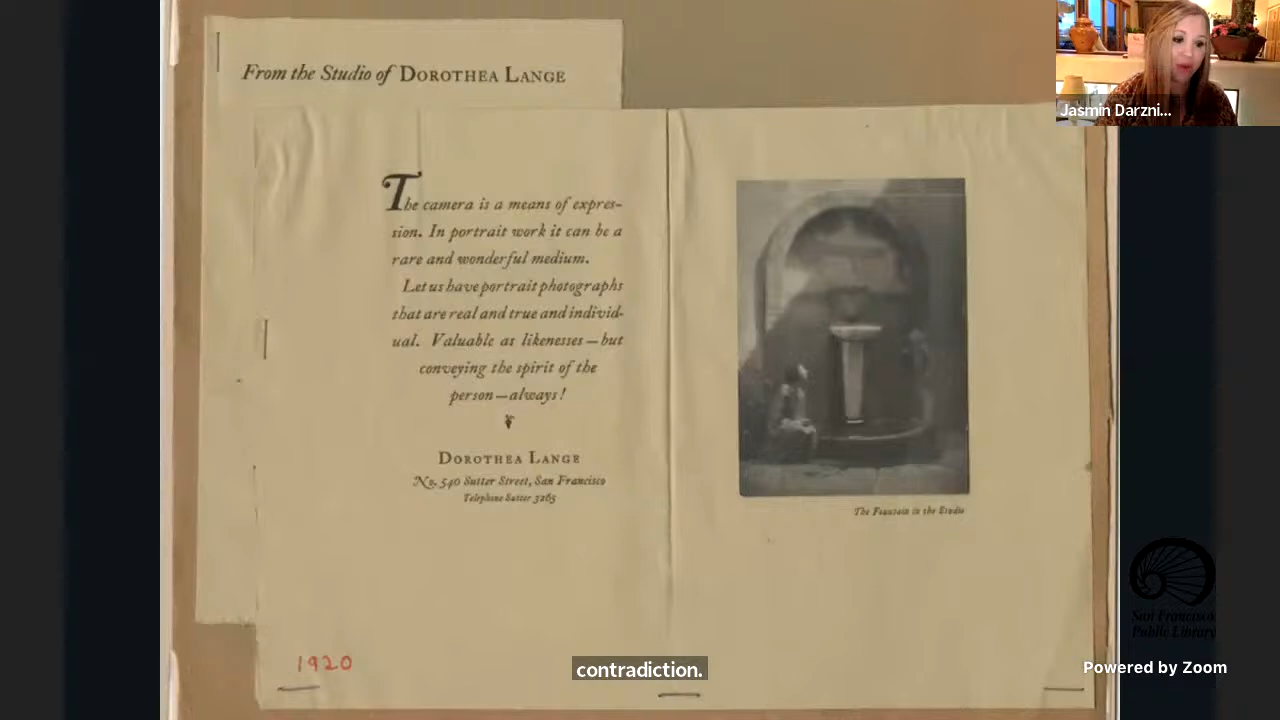 From the Studio of DOROTHEA LANGE
The camera is a means of expres-
sion. In portrait work it can be a
rare and wonderful medium.
Let us have portrait photographs
that are real and true and individ-
ual. Valuable as likenesses — but
conveying the spirit of the
person — always!
DOROTHEA LANGE
No. 540 Sutter Street, San Francisco
Telephone Sutter 3265
The Fountain in the Studio
1920
contradiction.
Jasmin Darzni...
San Francisco
Public Library
Powered by Zoom